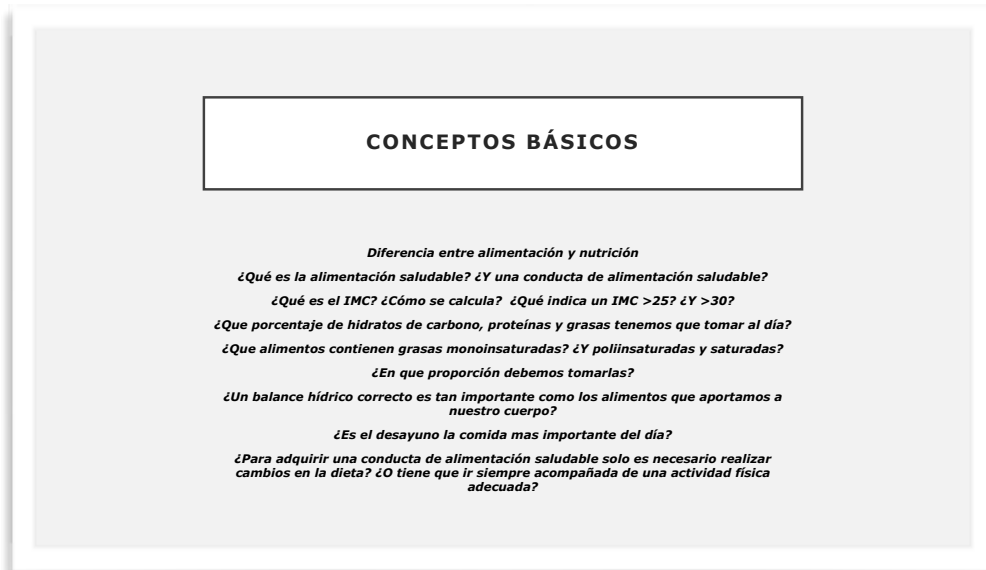 CONCEPTOS BÁSICOS
Diferencia entre alimentación y nutrición
¿Qué es la alimentación saludable? ¿Y una conducta de alimentación saludable?
¿Qué es el IMC? ¿Cómo se calcula?  ¿Qué indica un IMC >25? ¿Y >30?
¿Que porcentaje de hidratos de carbono, proteínas y grasas tenemos que tomar al día?
¿Que alimentos contienen grasas monoinsaturadas? ¿Y poliinsaturadas y saturadas?
¿En que proporción debemos tomarlas?
¿Un balance hídrico correcto es tan importante como los alimentos que aportamos a
nuestro cuerpo?
¿Es el desayuno la comida mas importante del día?
¿Para adquirir una conducta de alimentación saludable solo es necesario realizar
cambios en la dieta? ¿O tiene que ir siempre acompañada de una actividad física
adecuada?